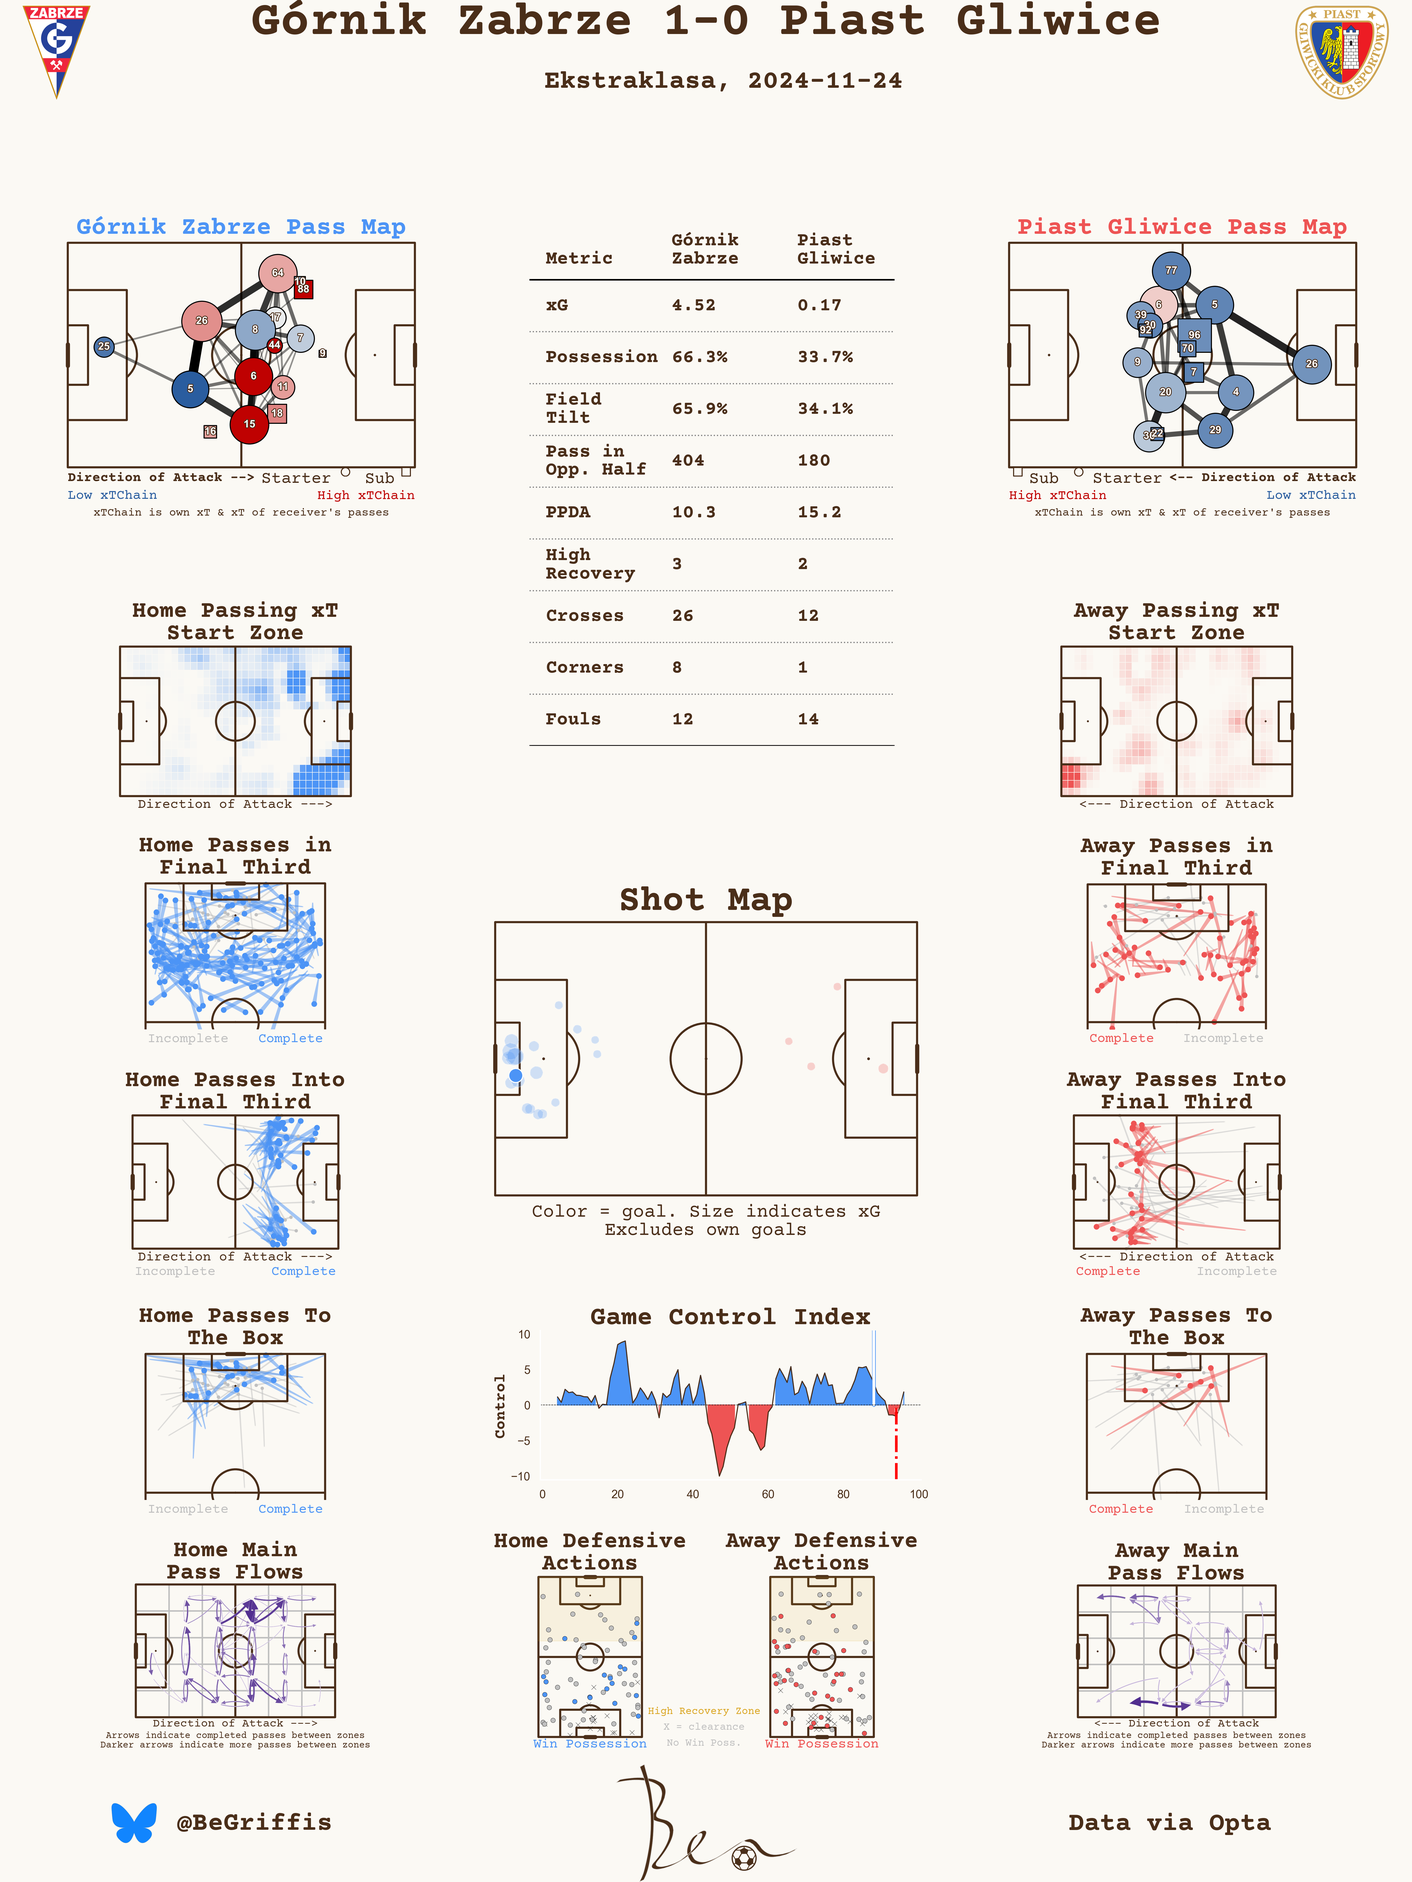 Górnik Zabrze 1-0 Piast Gliwice
Ekstraklasa, 2024-11-24
ZABRZE
G
PIAST
GLIWICKI KLUB SPORTOWY
Górnik Zabrze Pass Map
64
10
88
26
17
8
7
25
44
9
6
5
11
18
15
16
Direction of Attack --> Starter Sub
Low xTChain High xTChain
xTChain is own xT & xT of receiver's passes
Metric Górnik Zabrze Piast Gliwice
xG 4.52 0.17
Possession 66.3% 33.7%
Field Tilt 65.9% 34.1%
Pass in Opp. Half 404 180
PPDA 10.3 15.2
High Recovery 3 2
Crosses 26 12
Corners 8 1
Fouls 12 14
Piast Gliwice Pass Map
77
6
5
39
92
96
70
9
26
7
20
4
22
29
Sub Starter <-- Direction of Attack
High xTChain Low xTChain
xTChain is own xT & xT of receiver's passes
Home Passing xT
Start Zone
Direction of Attack --->
Away Passing xT
Start Zone
<--- Direction of Attack
Home Passes in
Final Third
Incomplete Complete
Away Passes in
Final Third
Complete Incomplete
Shot Map
Color = goal. Size indicates xG
Excludes own goals
Home Passes Into
Final Third
Direction of Attack --->
Incomplete Complete
Away Passes Into
Final Third
<--- Direction of Attack
Complete Incomplete
Home Passes To
The Box
Incomplete Complete
Game Control Index
Control
10
5
0
−5
−10
0 20 40 60 80 100
Away Passes To
The Box
Complete Incomplete
Home Main
Pass Flows
Direction of Attack --->
Arrows indicate completed passes between zones
Darker arrows indicate more passes between zones
Home Defensive
Actions
Win Possession
High Recovery Zone
X = clearance
No Win Poss.
Away Defensive
Actions
Win Possession
Away Main
Pass Flows
<--- Direction of Attack
Arrows indicate completed passes between zones
Darker arrows indicate more passes between zones
@BeGriffis
Data via Opta